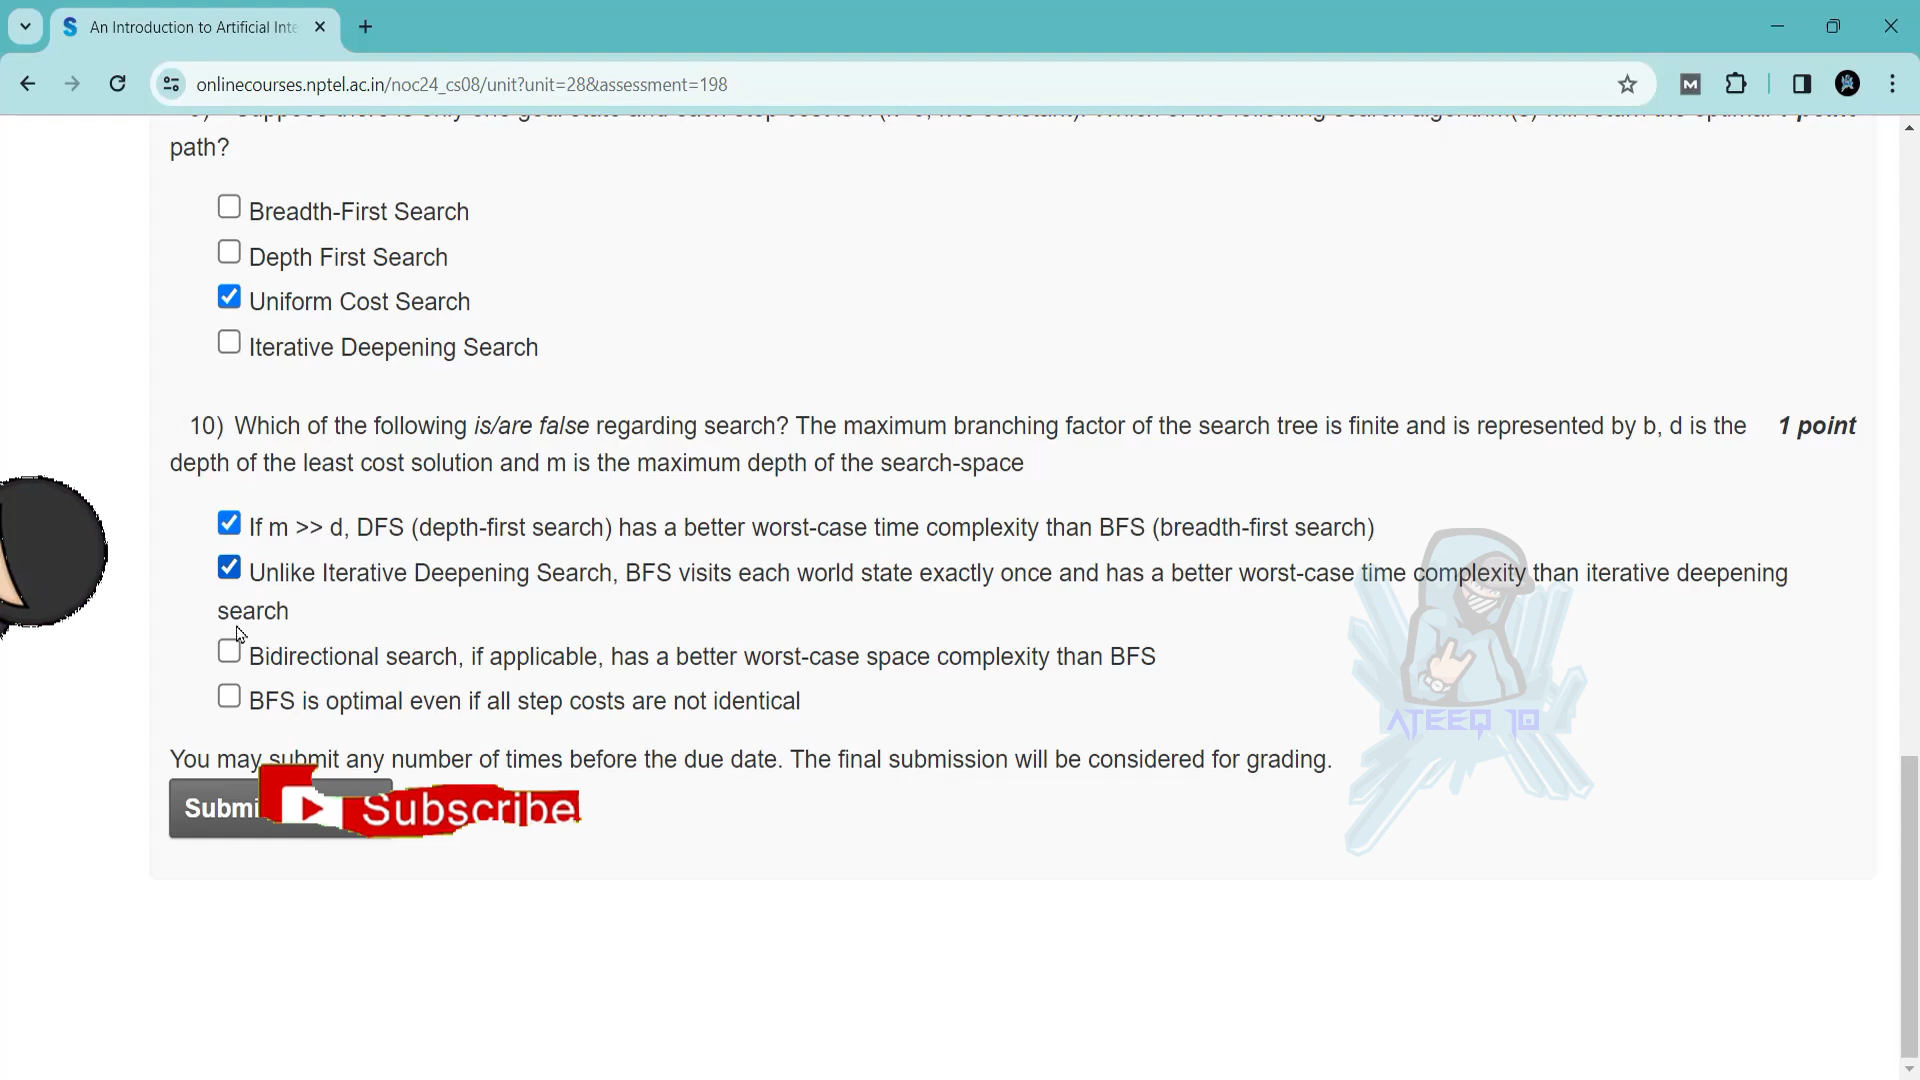 An Introduction to Artificial Inte
onlinecourses.nptel.ac.in/noc24_cs08/unit?unit=28&assessment=198
path?
Breadth-First Search
Depth First Search
Uniform Cost Search
Iterative Deepening Search
10) Which of the following is/are false regarding search? The maximum branching factor of the search tree is finite and is represented by b, d is the 1 point
depth of the least cost solution and m is the maximum depth of the search-space
If m >> d, DFS (depth-first search) has a better worst-case time complexity than BFS (breadth-first search)
Unlike Iterative Deepening Search, BFS visits each world state exactly once and has a better worst-case time complexity than iterative deepening
search
Bidirectional search, if applicable, has a better worst-case space complexity than BFS
BFS is optimal even if all step costs are not identical
ATEEQ 10
You may submit any number of times before the due date. The final submission will be considered for grading.
Submi
Subscribe